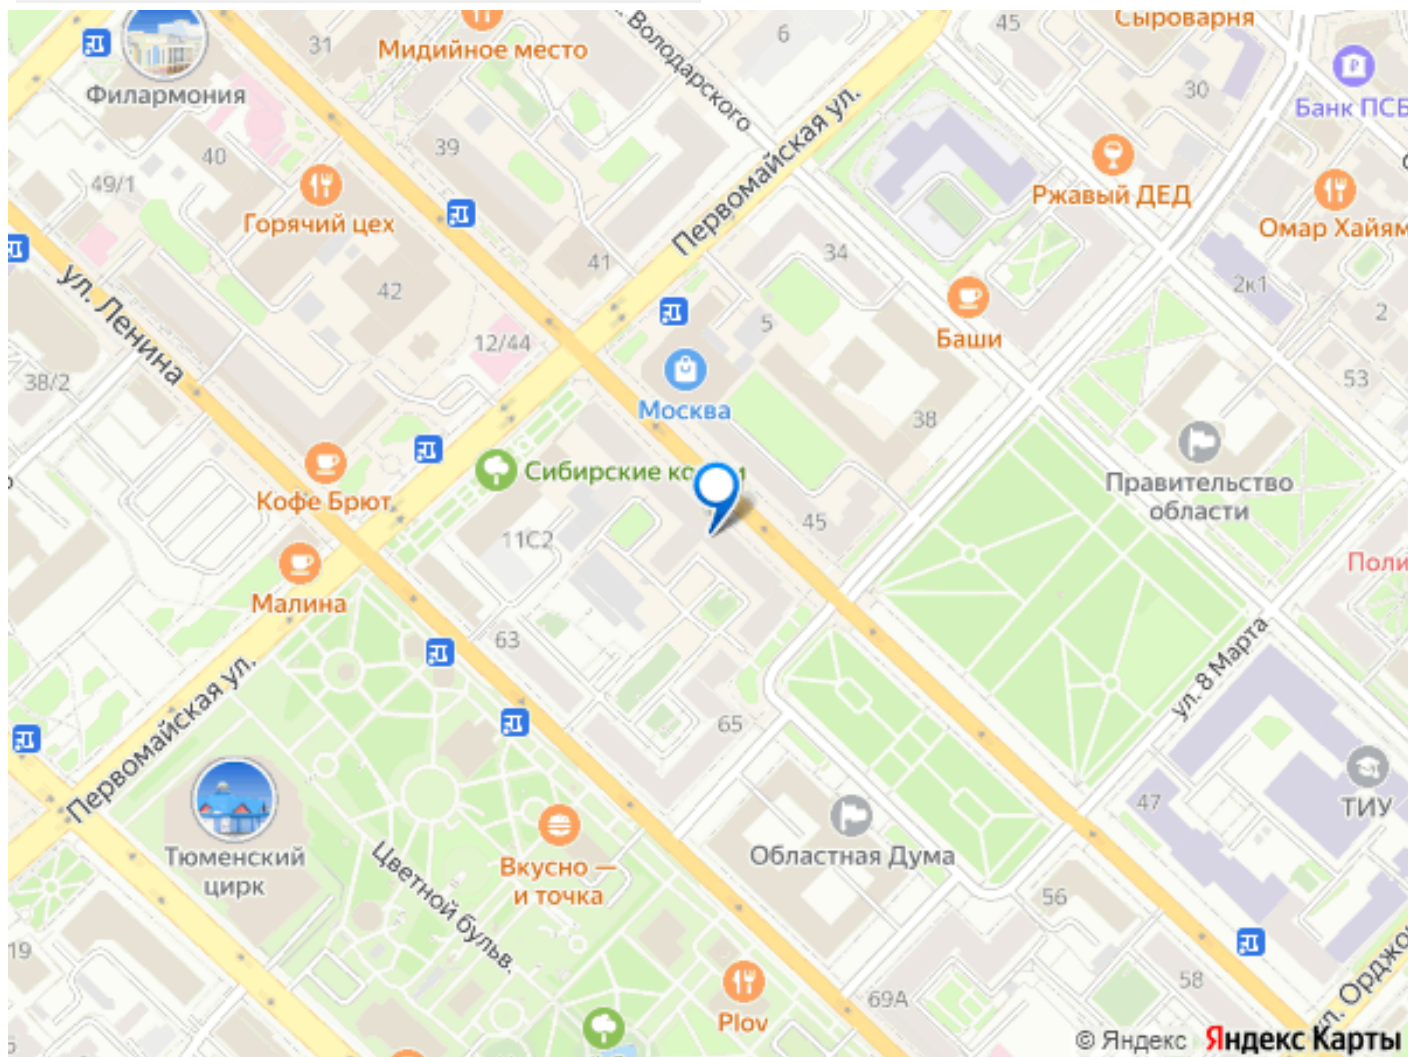 45
Сыроварня
6
31
Мидийное место
Володарского
30
Банк ПСБ
Филармония
39
40
49/1
Горячий цех
Первомайская ул.
Ржавый ДЕД
Омар Хайям
41
34
42
ул. Ленина
2к1
2
5
Баши
12/44
38/2
53
Москва
38
Сибирские
Правительство
области
Кофе Брют
45
11С2
Поли
Малина
63
ул. 8 Марта
Первомайская ул.
65
47
ТИУ
Тюменский
цирк
Областная Дума
Вкусно —
и точка
Цветной бульв.
56
19
58
69А
Plov
© Яндекс Яндекс Карты